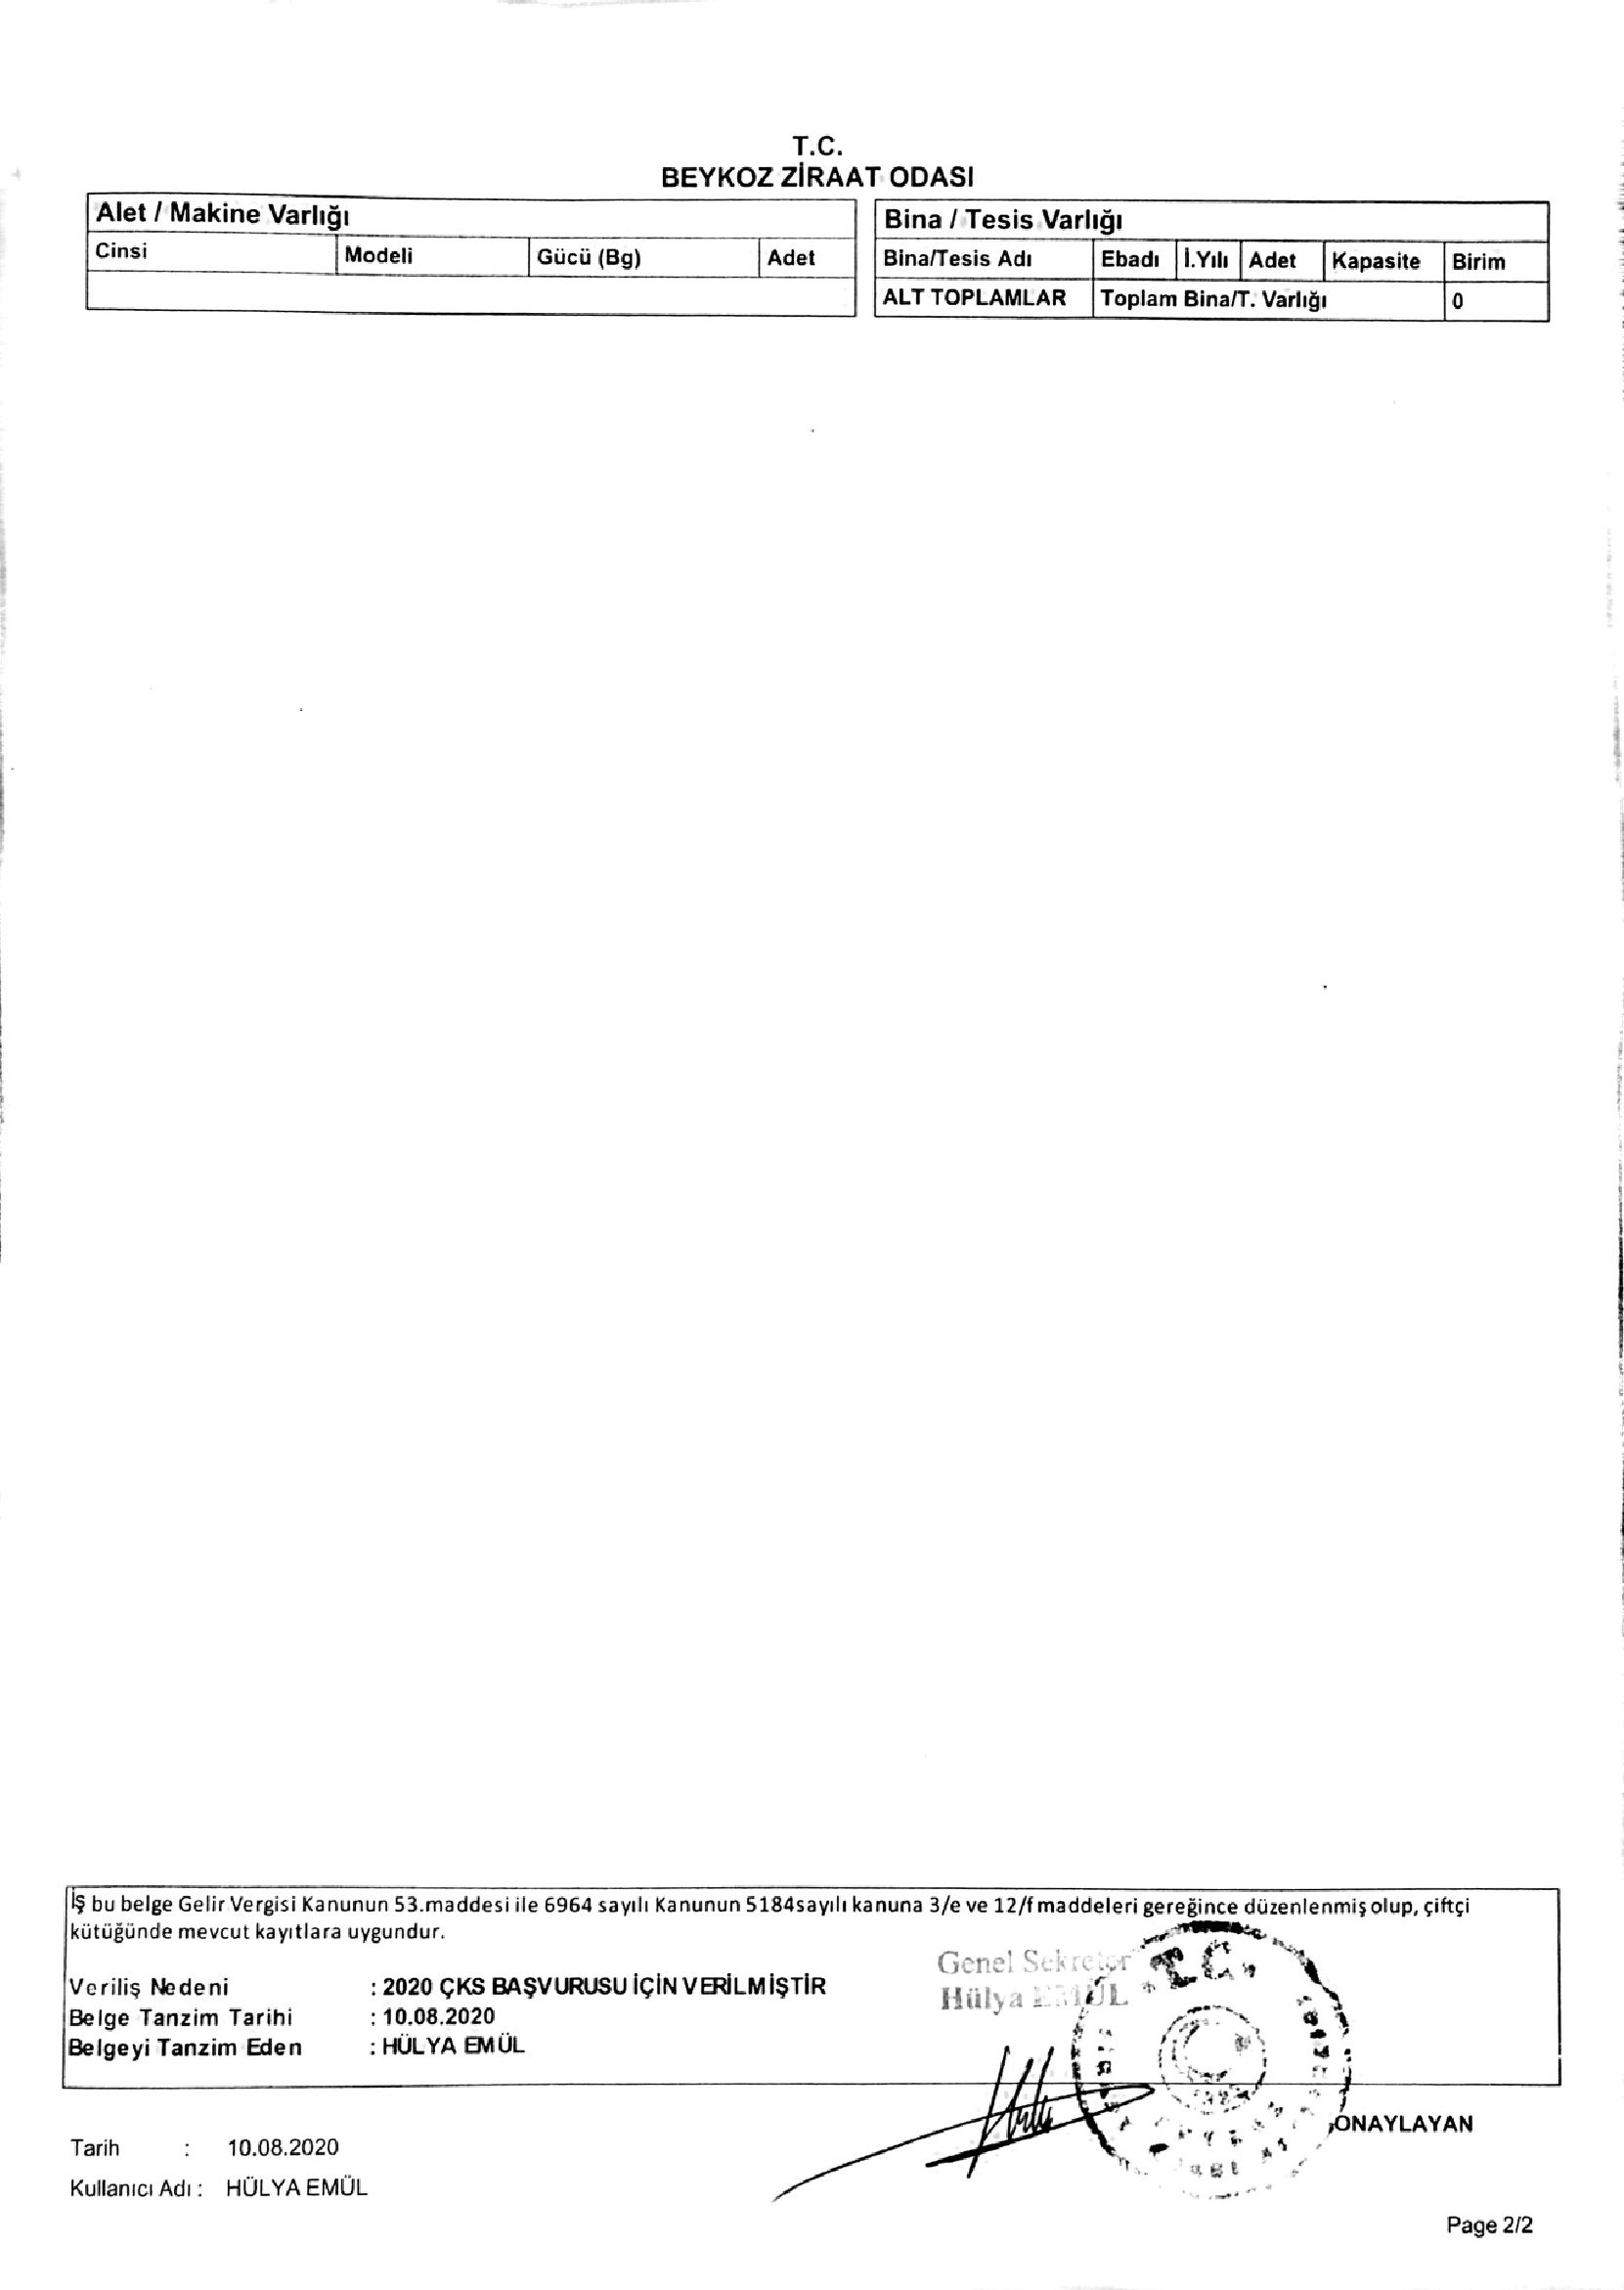 T.C.
BEYKOZ ZİRAAT ODASI
Alet / Makine Varlığı
Cinsi Modeli Gücü (Bg) Adet
Bina / Tesis Varlığı
Bina/Tesis Adı Ebadı İ.Yılı Adet Kapasite Birim
ALT TOPLAMLAR Toplam Bina/T. Varlığı 0
İş bu belge Gelir Vergisi Kanunun 53.maddesi ile 6964 sayılı Kanunun 5184sayılı kanuna 3/e ve 12/f maddeleri gereğince düzenlenmiş olup, çiftçi
kütüğünde mevcut kayıtlara uygundur.
Veriliş Nedeni : 2020 ÇKS BAŞVURUSU İÇİN VERİLMİŞTİR
Belge Tanzim Tarihi : 10.08.2020
Belgeyi Tanzim Eden : HÜLYA EMÜL
Genel Sekreter
Hülya EMÜL
T.C.
ONAYLAYAN
Tarih : 10.08.2020
Kullanıcı Adı : HÜLYA EMÜL
Page 2/2